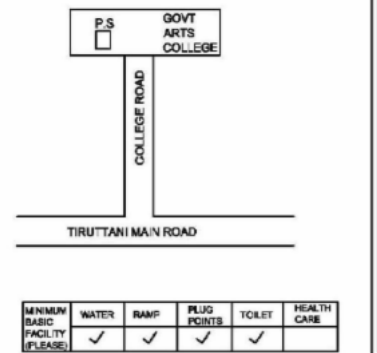 P.S
GOVT
ARTS
COLLEGE
COLLEGE ROAD
TIRUTTANI MAIN ROAD
MINIMUM
BASIC
FACILITY
(PLEASE)
WATER
RAMP
PLUG
POINTS
TOILET
HEALTH
CARE
✓ ✓ ✓ ✓